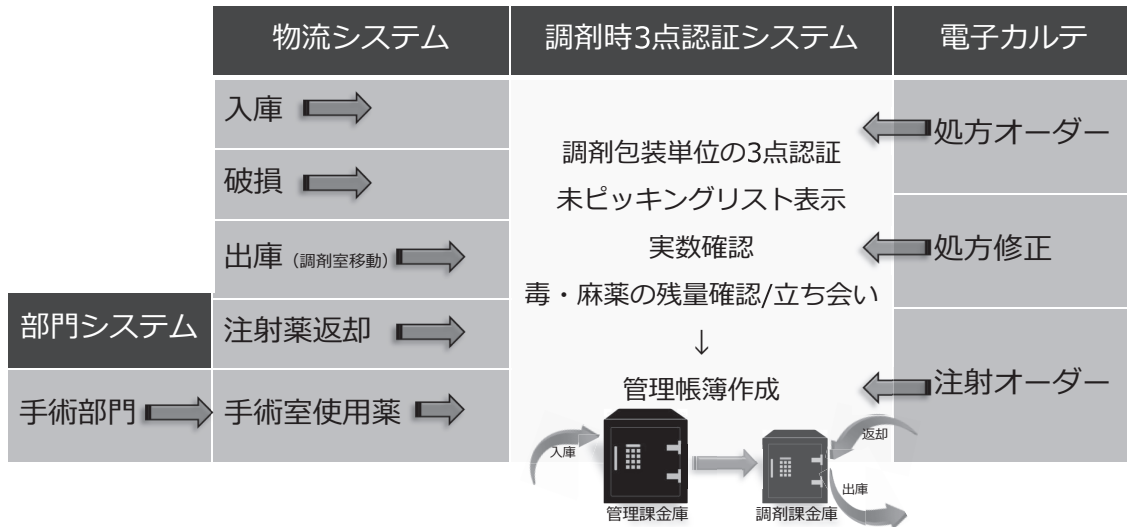 物流システム
調剤時3点認証システム
電子カルテ
入庫
破損
出庫（調剤室移動）
部門システム
注射薬返却
手術部門
手術室使用薬
調剤包装単位の3点認証
未ピッキングリスト表示
実数確認
毒・麻薬の残量確認/立ち会い
↓
管理帳簿作成
処方オーダー
処方修正
注射オーダー
入庫
返却
出庫
管理課金庫
調剤課金庫